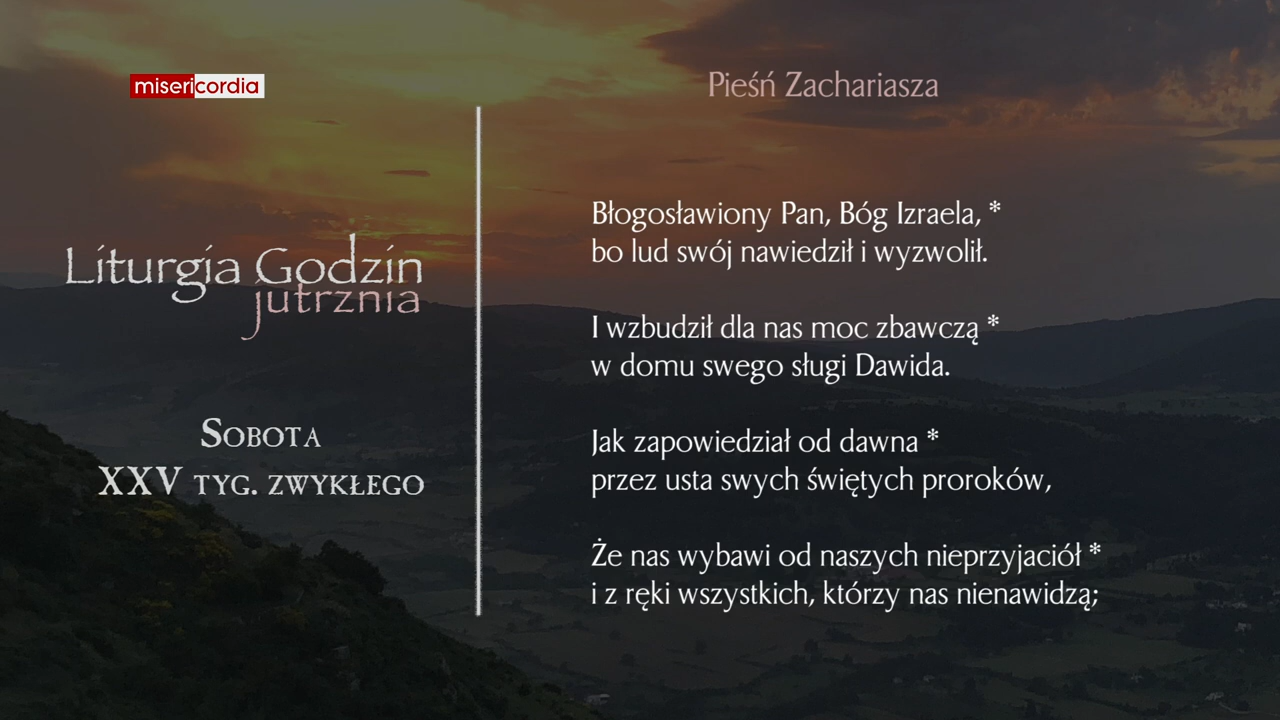 misericordia
Liturgia Godzin
jutrznia
Sobota
XXV tyg. zwykłego
Pieśń Zachariasza
Błogosławiony Pan, Bóg Izraela, *
bo lud swój nawiedził i wyzwolił.
I wzbudził dla nas moc zbawczą *
w domu swego sługi Dawida.
Jak zapowiedział od dawna *
przez usta swych świętych proroków,
Że nas wybawi od naszych nieprzyjaciół *
i z ręki wszystkich, którzy nas nienawidzą;